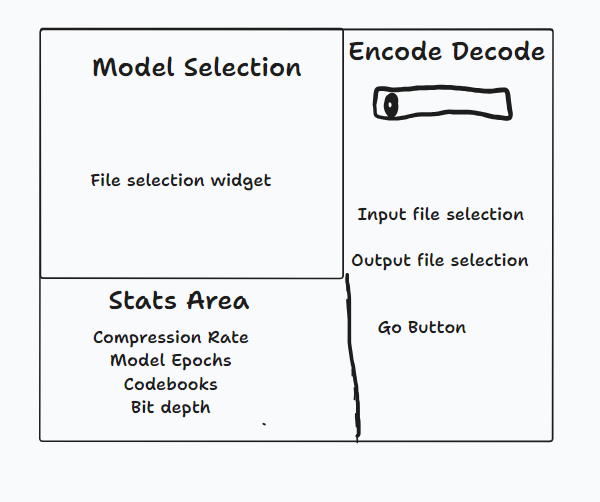 Model Selection
File selection widget
Stats Area
Compression Rate
Model Epochs
Codebooks
Bit depth
Encode Decode
Input file selection
Output file selection
Go Button